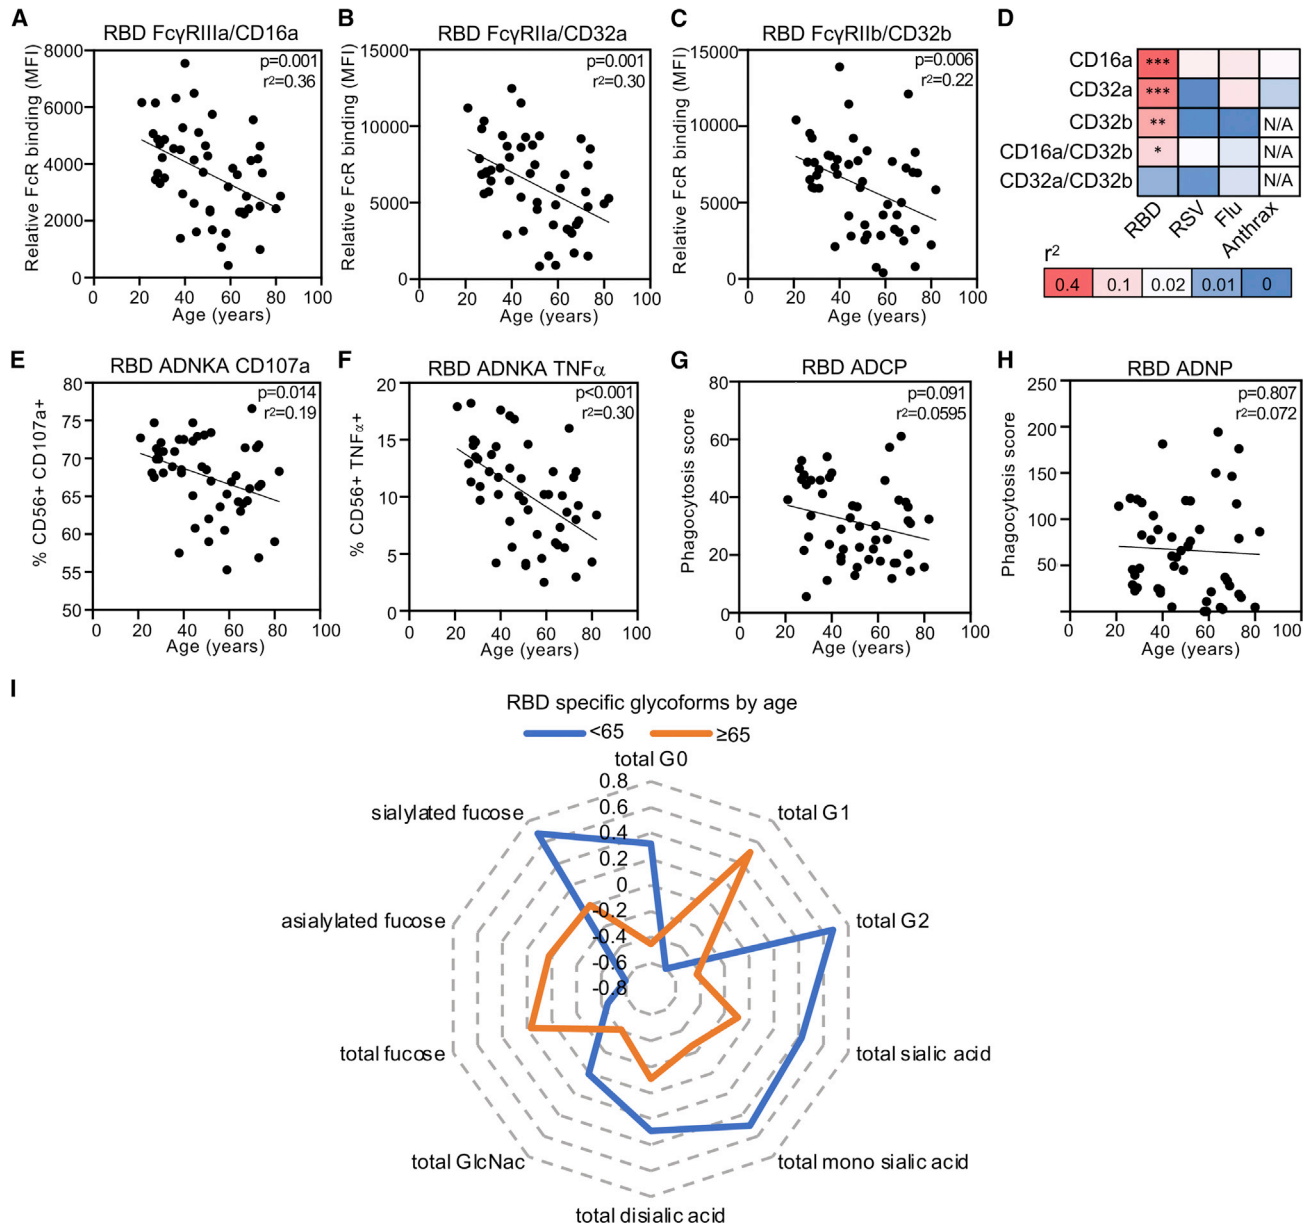 A
RBD FcγRIIIa/CD16a
p=0.001
r²=0.36
Relative FcR binding (MFI)
8000
6000
4000
2000
0
0 20 40 60 80 100
Age (years)
B
RBD FcγRIIa/CD32a
p=0.001
r²=0.30
Relative FcR binding (MFI)
15000
10000
5000
0
0 20 40 60 80 100
Age (years)
C
RBD FcγRIIb/CD32b
p=0.006
r²=0.22
Relative FcR binding (MFI)
15000
10000
5000
0
0 20 40 60 80 100
Age (years)
D
CD16a ***
CD32a ***
CD32b ** N/A
CD16a/CD32b * N/A
CD32a/CD32b N/A
RBD RSV Flu Anthrax
r²
0.4 0.1 0.02 0.01 0
E
RBD ADNKA CD107a
p=0.014
r²=0.19
% CD56+ CD107a+
80
75
70
65
60
55
50
0 20 40 60 80 100
Age (years)
F
RBD ADNKA TNFα
p<0.001
r²=0.30
% CD56+ TNFα+
20
15
10
5
0
0 20 40 60 80 100
Age (years)
G
RBD ADCP
p=0.091
r²=0.0595
Phagocytosis score
80
60
40
20
0
0 20 40 60 80 100
Age (years)
H
RBD ADNP
p=0.807
r²=0.072
Phagocytosis score
250
200
150
100
50
0 20 40 60 80 100
Age (years)
I
RBD specific glycoforms by age
<65 ≥65
total G0
total G1
total G2
total sialic acid
total mono sialic acid
total disialic acid
total GlcNac
total fucose
asialylated fucose
sialylated fucose
0.8
0.6
0.4
0.2
0
-0.2
-0.4
-0.6
-0.8